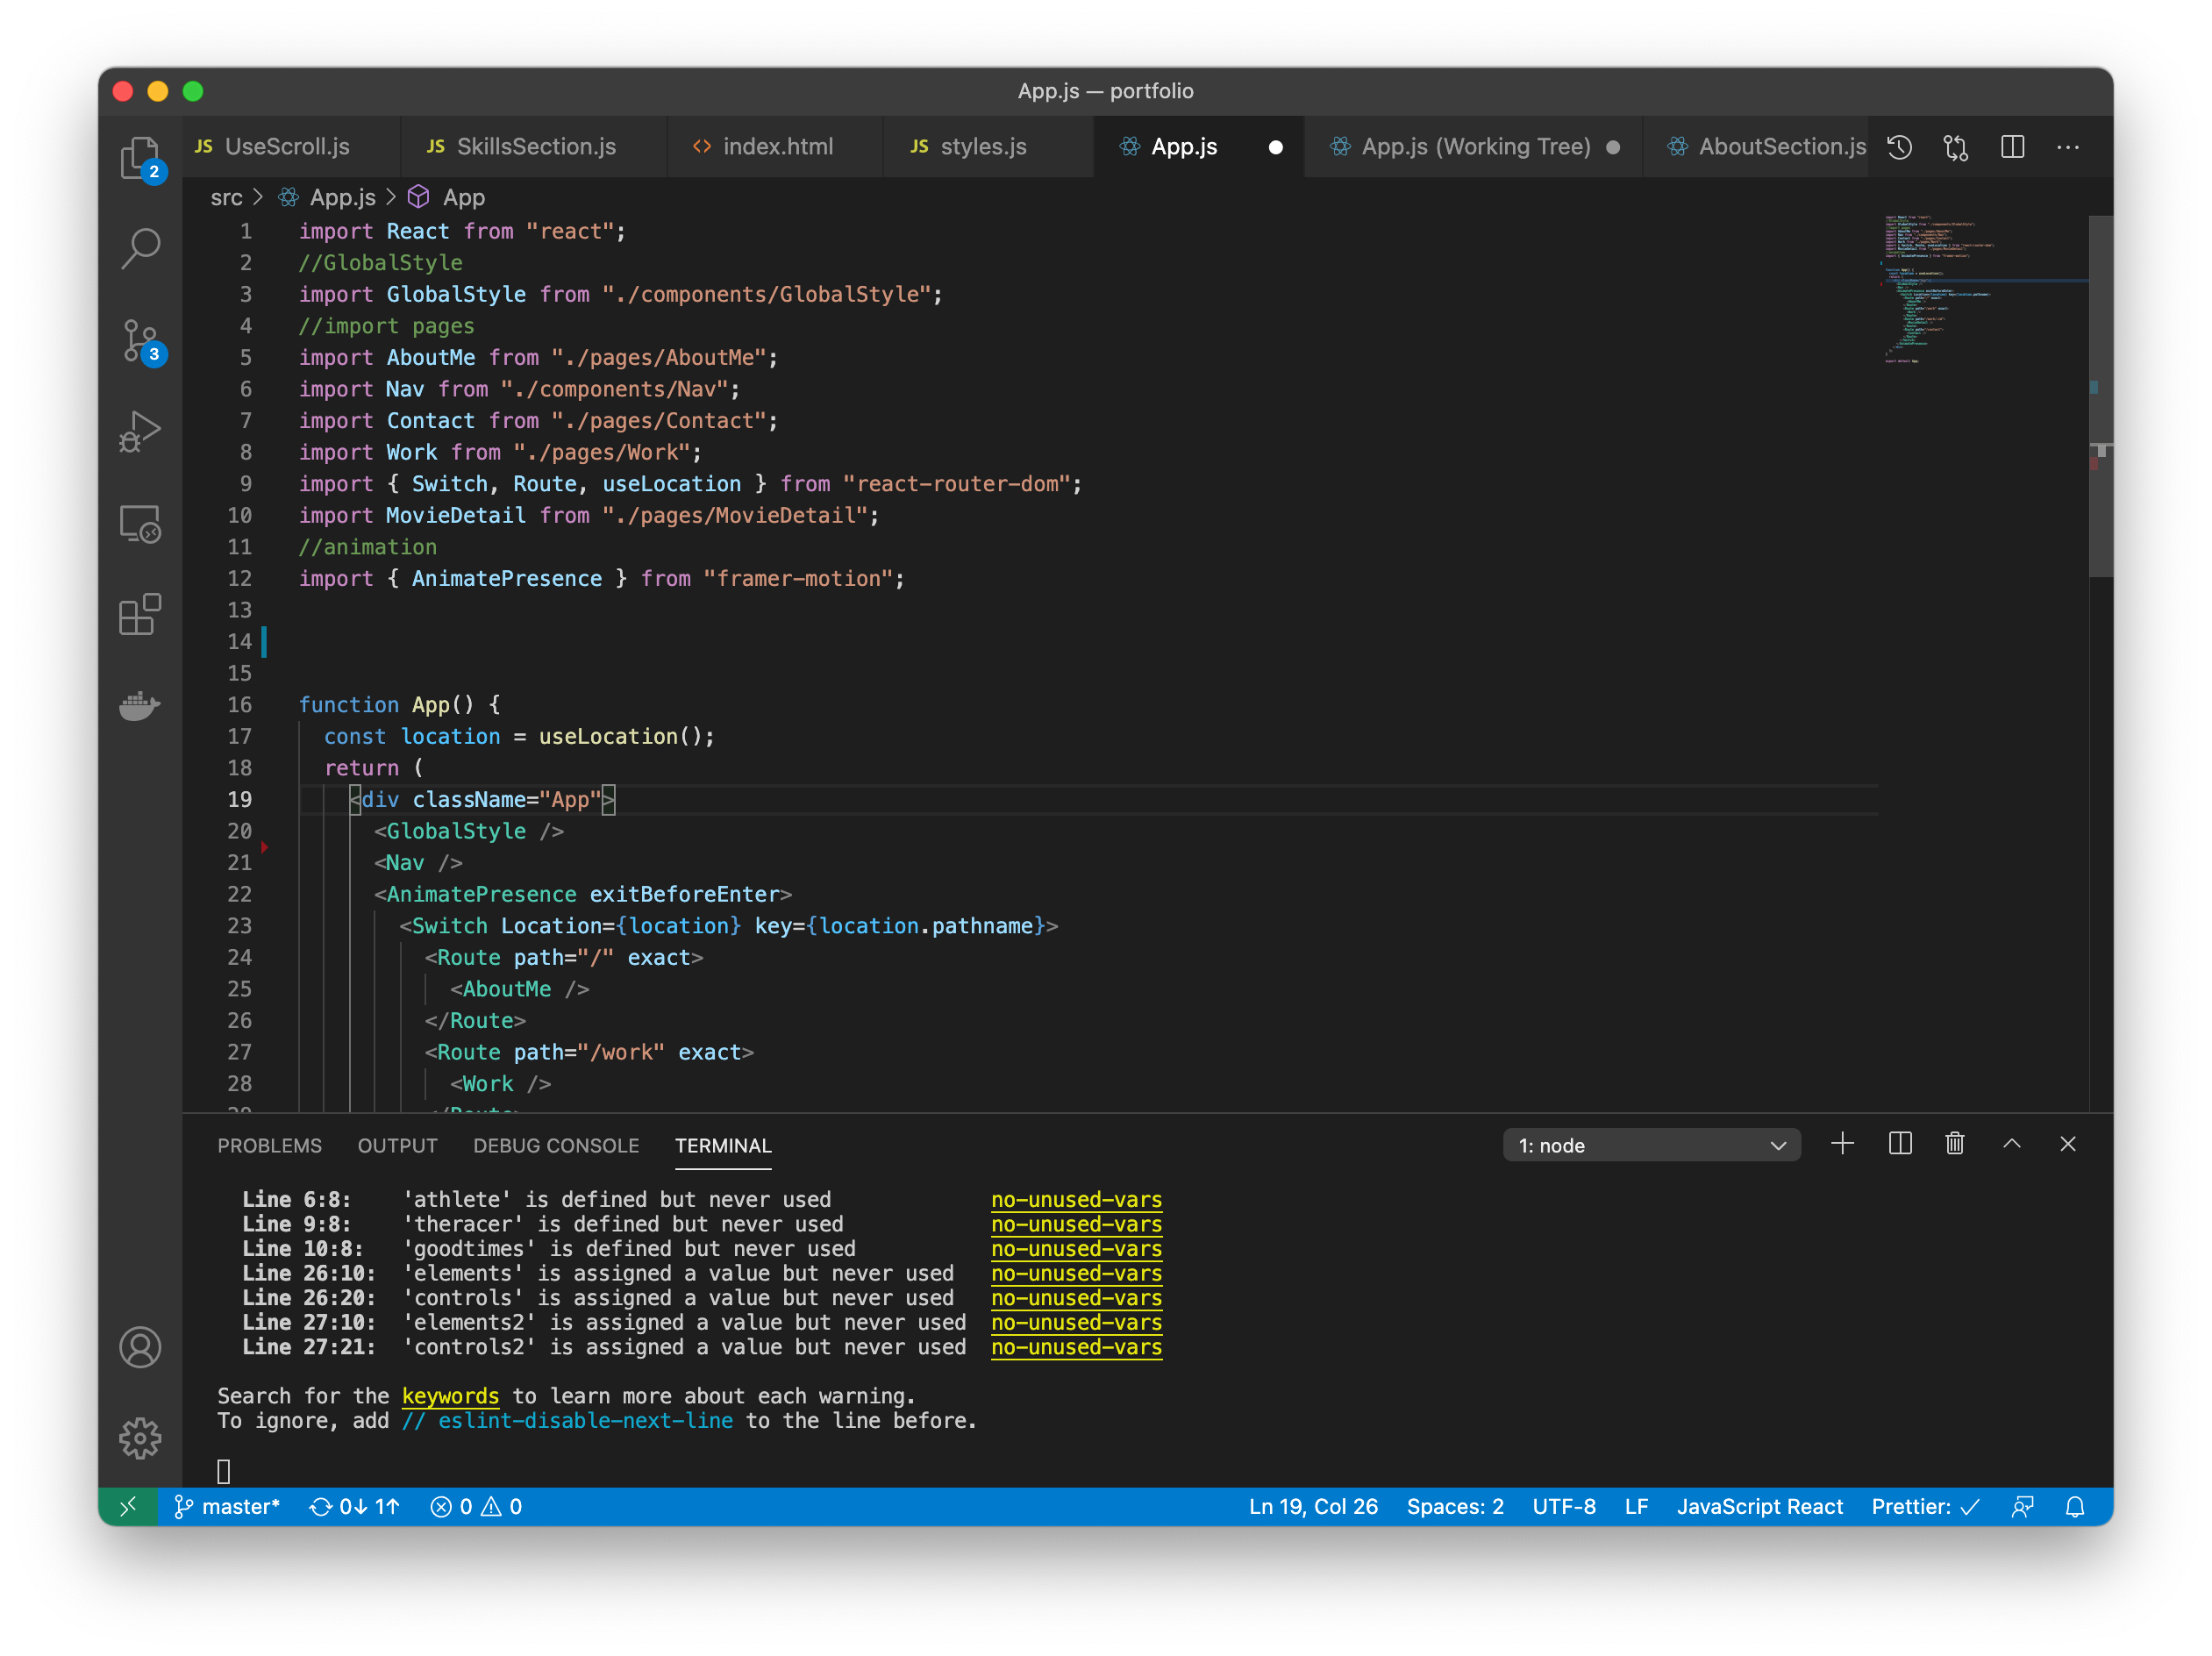 App.js — portfolio
JS UseScroll.js
JS SkillsSection.js
<> index.html
JS styles.js
App.js
App.js (Working Tree)
AboutSection.js
2
3
src > App.js > App
1 import React from "react";
2 //GlobalStyle
3 import GlobalStyle from "./components/GlobalStyle";
4 //import pages
5 import AboutMe from "./pages/AboutMe";
6 import Nav from "./components/Nav";
7 import Contact from "./pages/Contact";
8 import Work from "./pages/Work";
9 import { Switch, Route, useLocation } from "react-router-dom";
10 import MovieDetail from "./pages/MovieDetail";
11 //animation
12 import { AnimatePresence } from "framer-motion";
13
14
15
16 function App() {
17 const location = useLocation();
18 return (
19 <div className="App">
20 <GlobalStyle />
21 <Nav />
22 <AnimatePresence exitBeforeEnter>
23 <Switch Location={location} key={location.pathname}>
24 <Route path="/" exact>
25 <AboutMe />
26 </Route>
27 <Route path="/work" exact>
28 <Work />
29 </Route>
PROBLEMS OUTPUT DEBUG CONSOLE TERMINAL 1: node
Line 6:8: 'athlete' is defined but never used no-unused-vars
Line 9:8: 'theracer' is defined but never used no-unused-vars
Line 10:8: 'goodtimes' is defined but never used no-unused-vars
Line 26:10: 'elements' is assigned a value but never used no-unused-vars
Line 26:20: 'controls' is assigned a value but never used no-unused-vars
Line 27:10: 'elements2' is assigned a value but never used no-unused-vars
Line 27:21: 'controls2' is assigned a value but never used no-unused-vars
Search for the keywords to learn more about each warning.
To ignore, add // eslint-disable-next-line to the line before.
master* 0↓ 1↑ 0 0 Ln 19, Col 26 Spaces: 2 UTF-8 LF JavaScript React Prettier: ✓